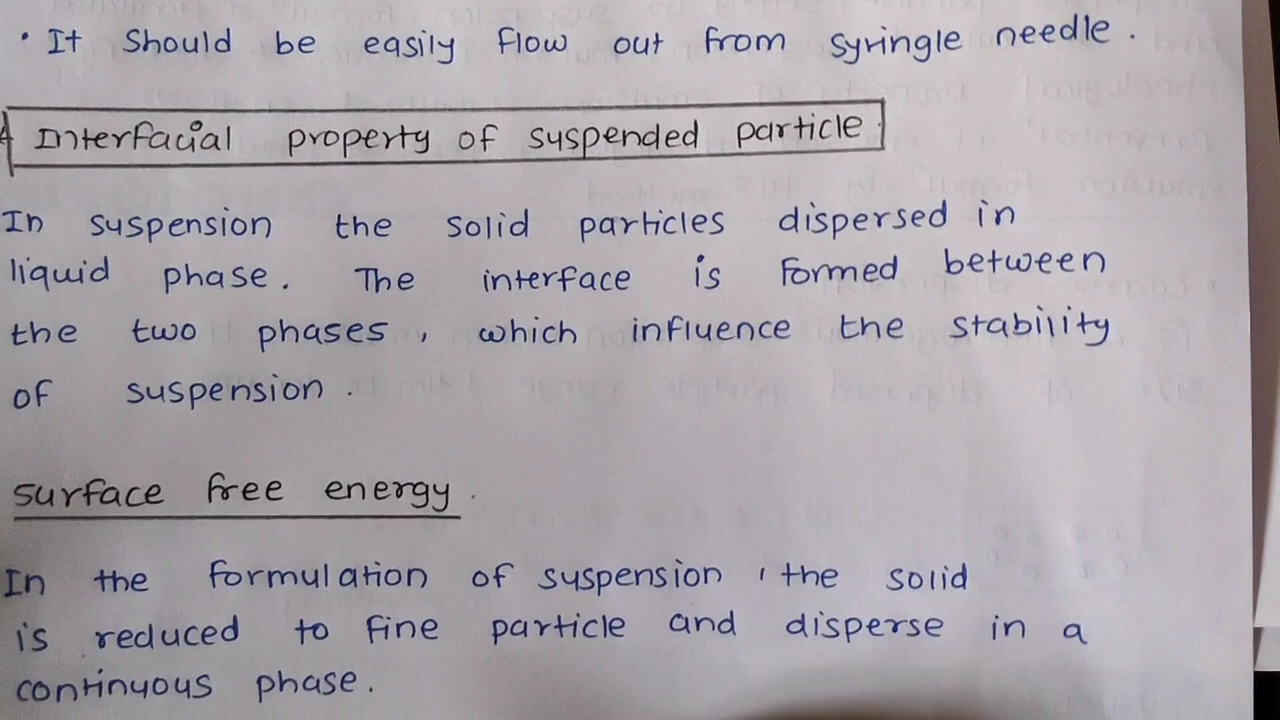 • It should be easily flow out from syringle needle.
Interfacial property of suspended particle.
In suspension the solid particles dispersed in
liquid phase. The interface is formed between
the two phases, which influence the stability
of suspension.
surface free energy.
In the formulation of suspension, the solid
is reduced to fine particle and disperse in a
continuous phase.